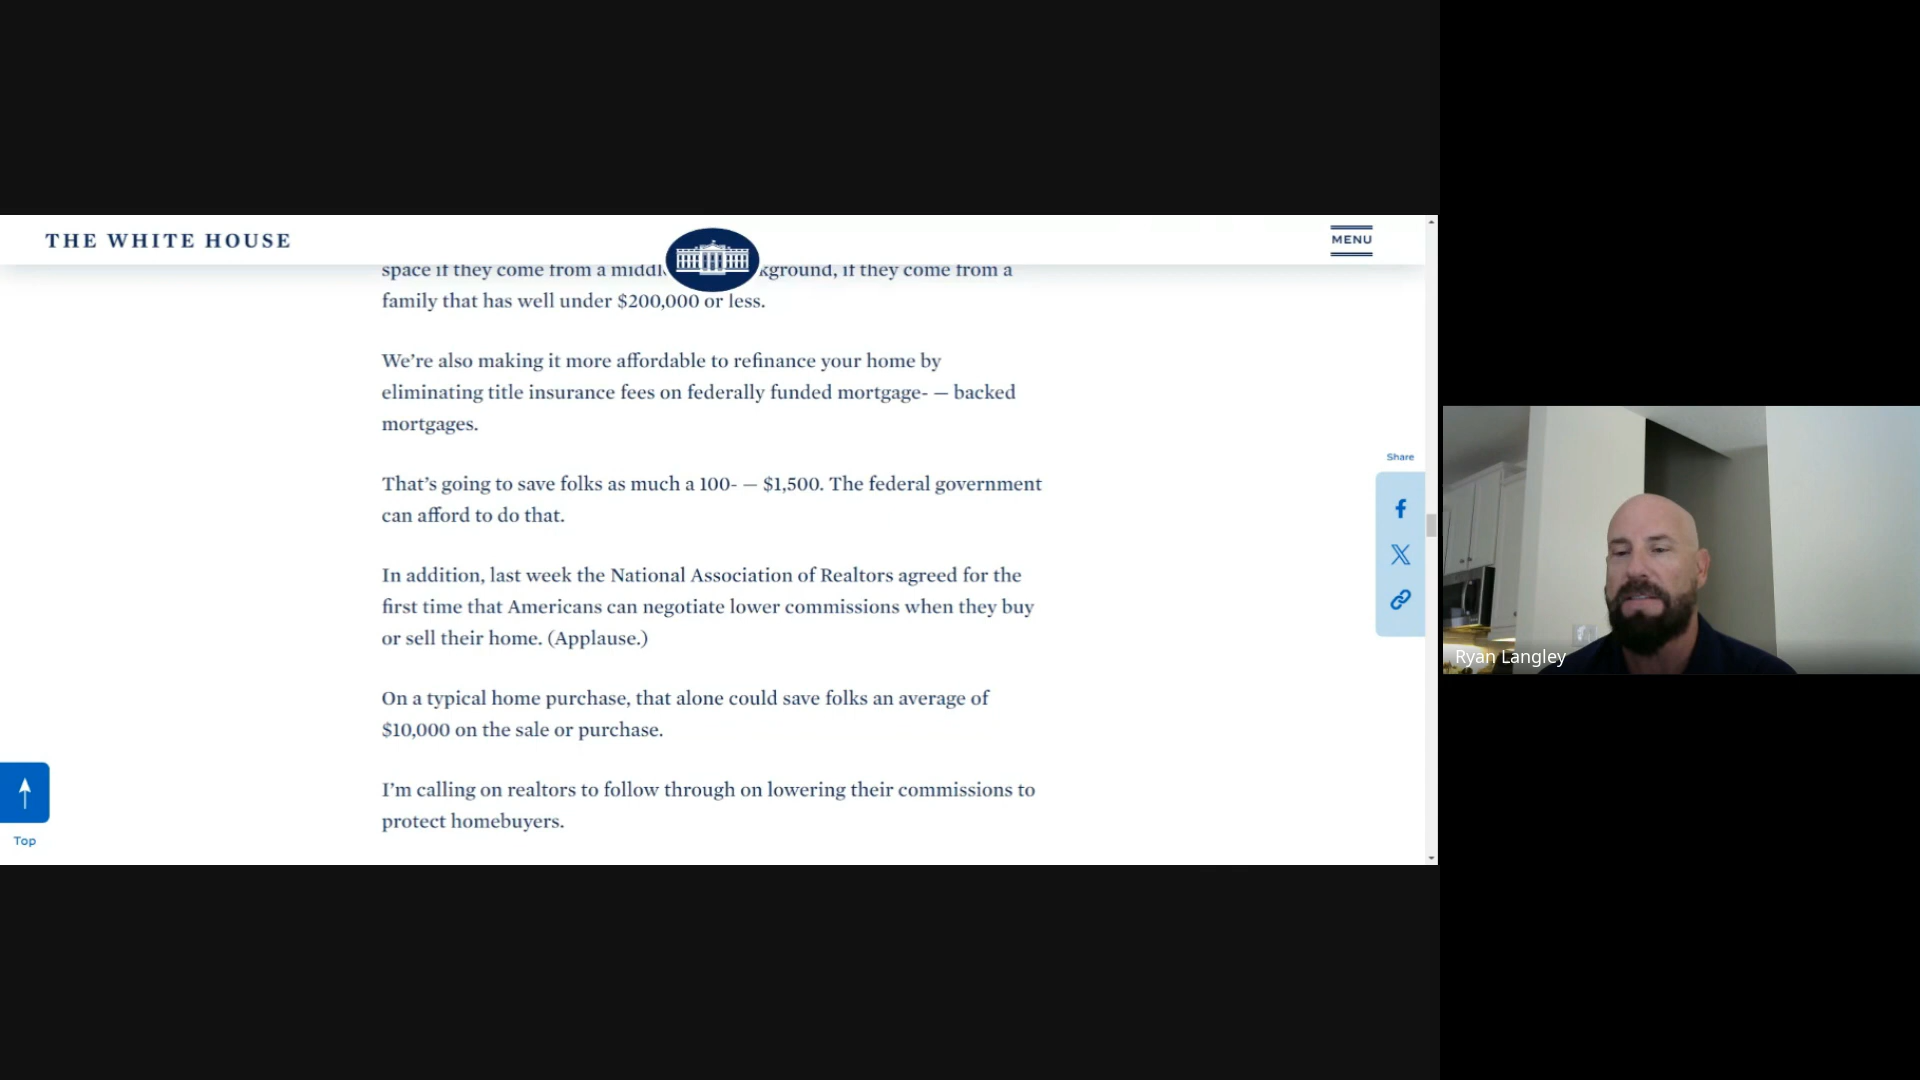 THE WHITE HOUSE
MENU
space if they come from a middl kground, if they come from a
family that has well under $200,000 or less.
We’re also making it more affordable to refinance your home by
eliminating title insurance fees on federally funded mortgage- — backed
mortgages.
That’s going to save folks as much a 100- — $1,500. The federal government
can afford to do that.
In addition, last week the National Association of Realtors agreed for the
first time that Americans can negotiate lower commissions when they buy
or sell their home. (Applause.)
On a typical home purchase, that alone could save folks an average of
$10,000 on the sale or purchase.
I’m calling on realtors to follow through on lowering their commissions to
protect homebuyers.
Share
Top
Ryan Langley